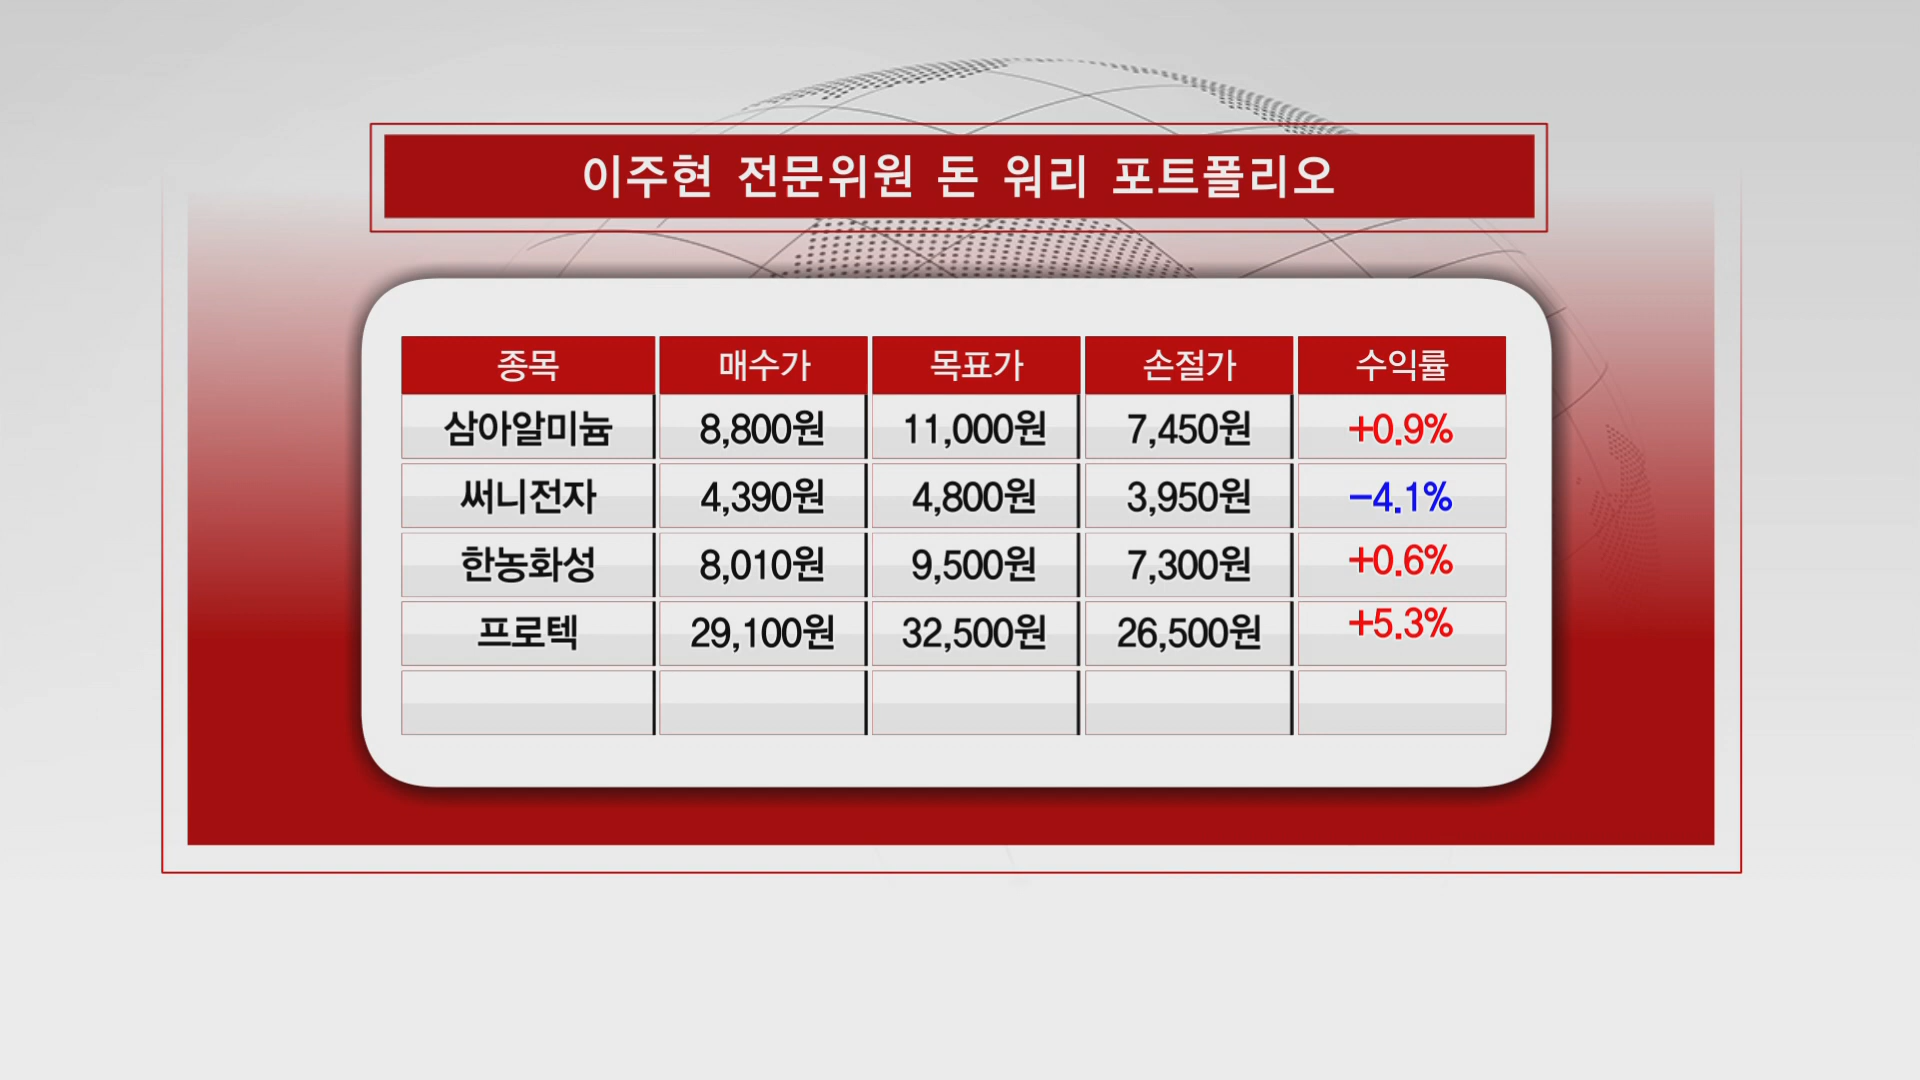 이주현 전문위원 돈 워리 포트폴리오
종목 매수가 목표가 손절가 수익률
삼아알미늄 8,800원 11,000원 7,450원 +0.9%
써니전자 4,390원 4,800원 3,950원 -4.1%
한농화성 8,010원 9,500원 7,300원 +0.6%
프로텍 29,100원 32,500원 26,500원 +5.3%